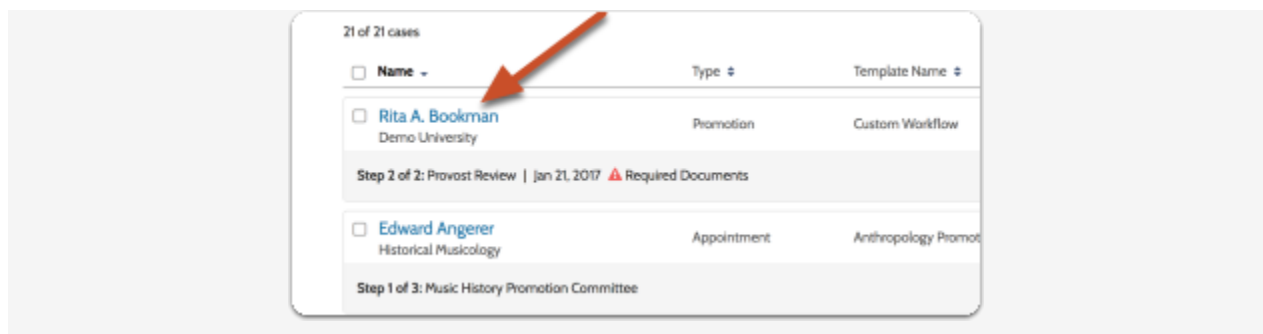 21 of 21 cases
Name Type Template Name
Rita A. Bookman Promotion Custom Workflow
Demo University
Step 2 of 2: Provost Review | Jan 21, 2017 Required Documents
Edward Angerer Appointment Anthropology Promot
Historical Musicology
Step 1 of 3: Music History Promotion Committee